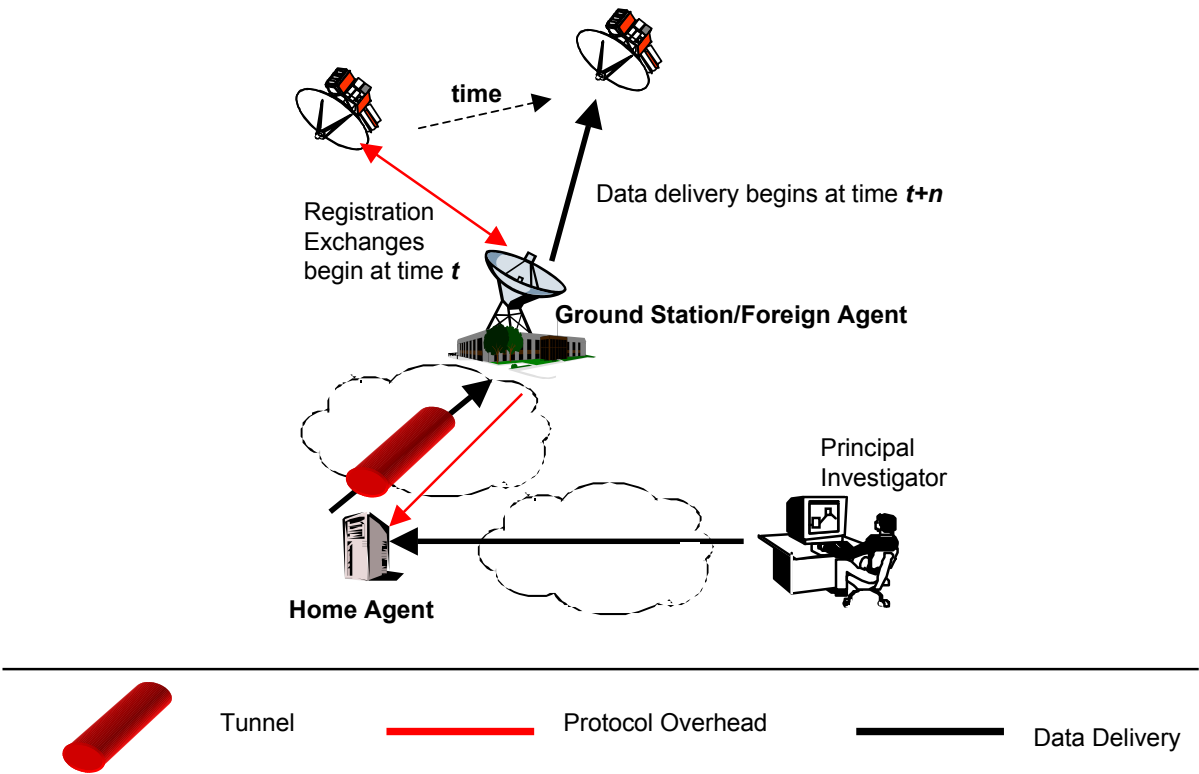 time
Data delivery begins at time t+n
Registration
Exchanges
begin at time t
Ground Station/Foreign Agent
Principal
Investigator
Home Agent
Tunnel
Protocol Overhead
Data Delivery